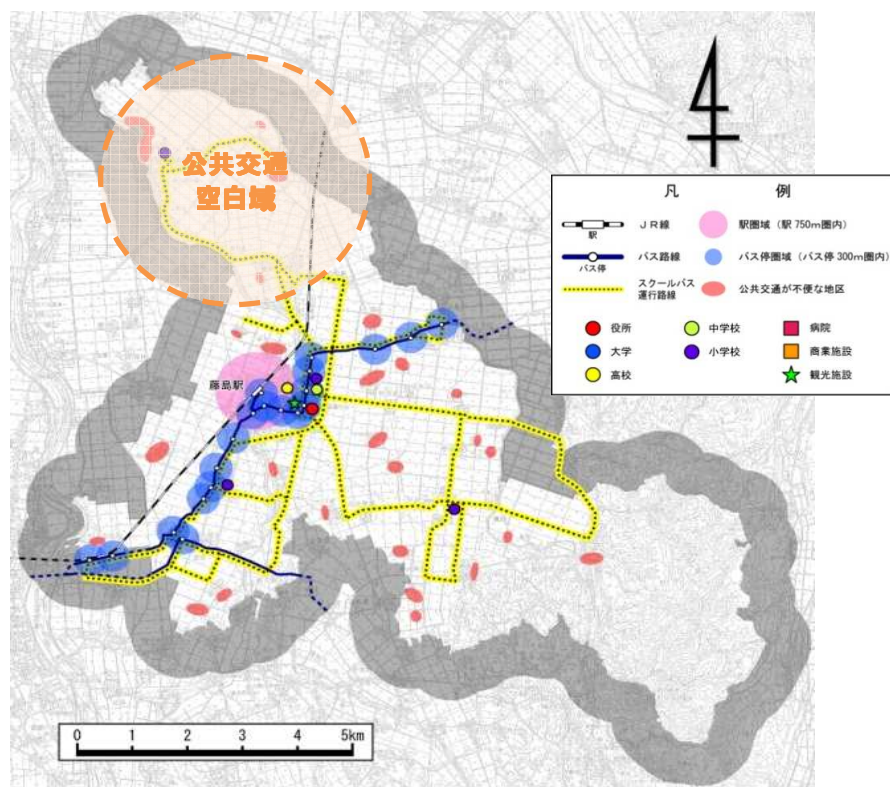 公共交通
空白域
藤島駅
凡 例
JR線
駅
駅圏域（駅 750m圏内）
バス路線
バス停
バス停圏域（バス停 300m圏内）
スクールバス
運行路線
公共交通が不便な地区
役所
中学校
病院
大学
小学校
商業施設
高校
観光施設
0 1 2 3 4 5km